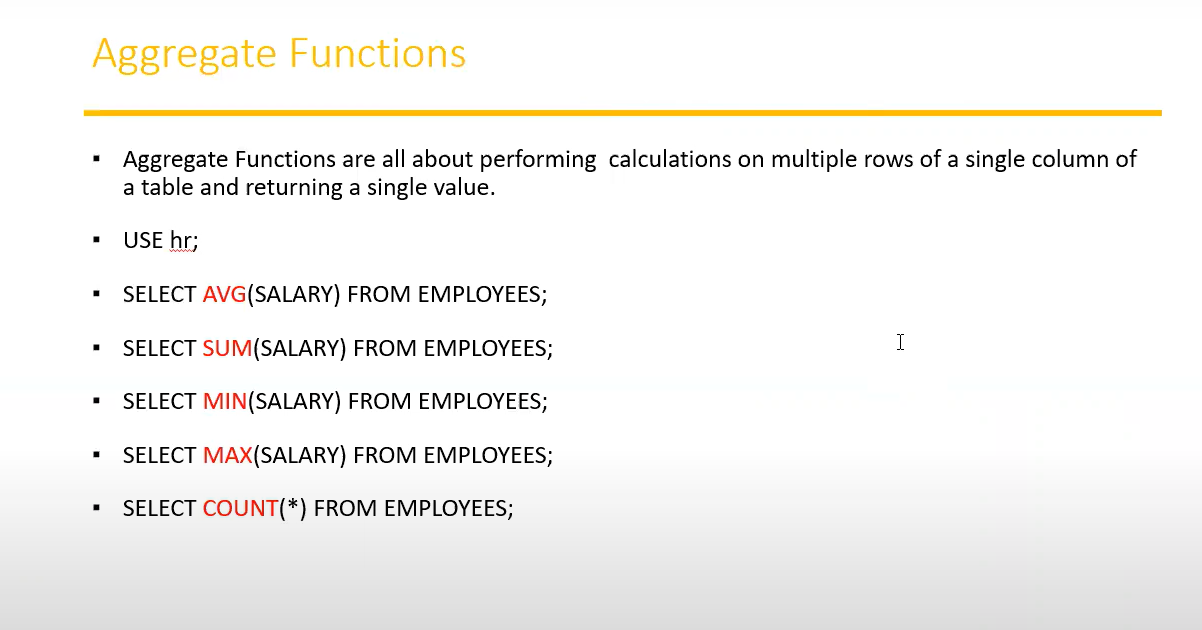 Aggregate Functions
▪ Aggregate Functions are all about performing  calculations on multiple rows of a single column of
a table and returning a single value.
▪ USE hr;
▪ SELECT AVG(SALARY) FROM EMPLOYEES;
▪ SELECT SUM(SALARY) FROM EMPLOYEES;
▪ SELECT MIN(SALARY) FROM EMPLOYEES;
▪ SELECT MAX(SALARY) FROM EMPLOYEES;
▪ SELECT COUNT(*) FROM EMPLOYEES;